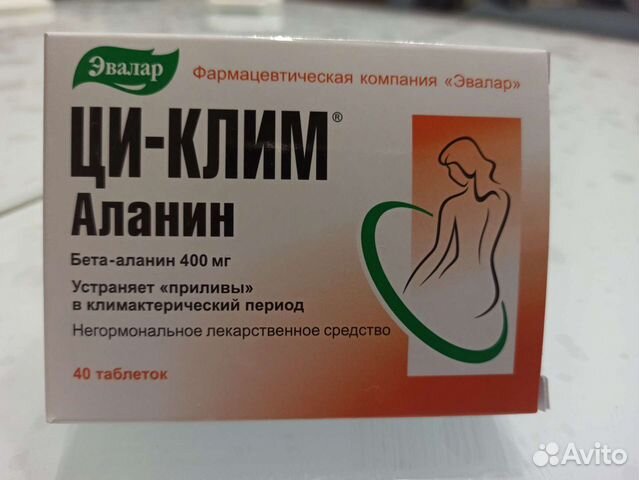 Эвалар
Фармацевтическая компания «Эвалар»
ЦИ-КЛИМ®
Аланин
Бета-аланин 400 мг
Устраняет «приливы»
в климактерический период
Негормональное лекарственное средство
40 таблеток
Avito